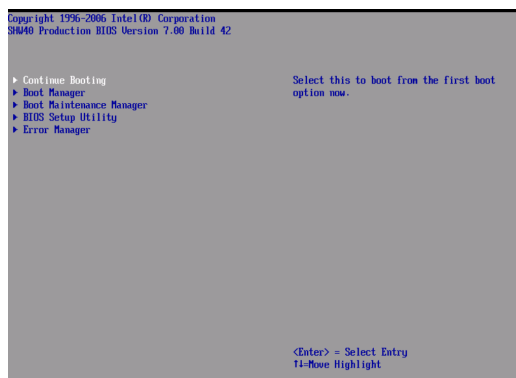 Copyright 1996-2006 Intel(R) Corporation
SHW40 Production BIOS Version 7.00 Build 42
▶ Continue Booting
▶ Boot Manager
▶ Boot Maintenance Manager
▶ BIOS Setup Utility
▶ Error Manager
Select this to boot from the first boot
option now.
<Enter> = Select Entry
↑↓=Move Highlight